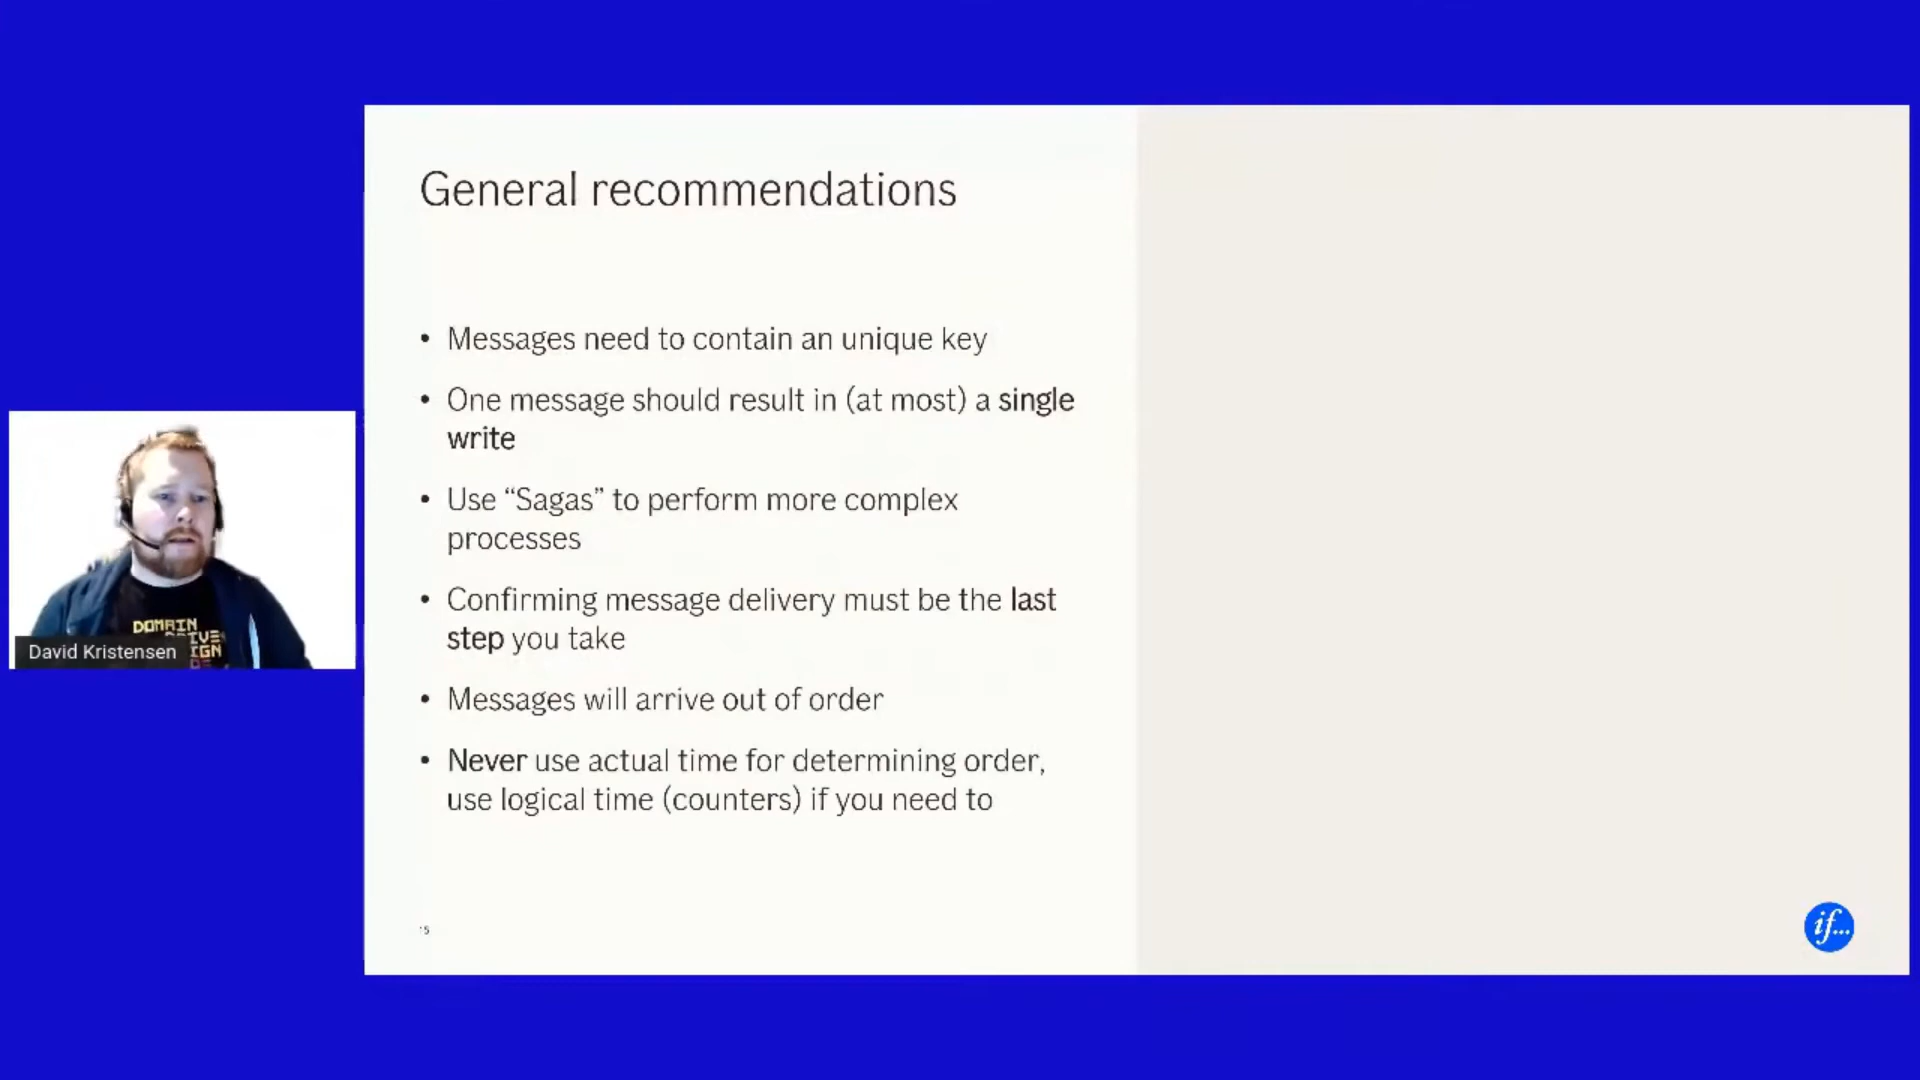 General recommendations
• Messages need to contain an unique key
• One message should result in (at most) a single
write
• Use “Sagas” to perform more complex
processes
• Confirming message delivery must be the last
step you take
• Messages will arrive out of order
• Never use actual time for determining order,
use logical time (counters) if you need to
15
if...
DOMAIN
David Kristensen